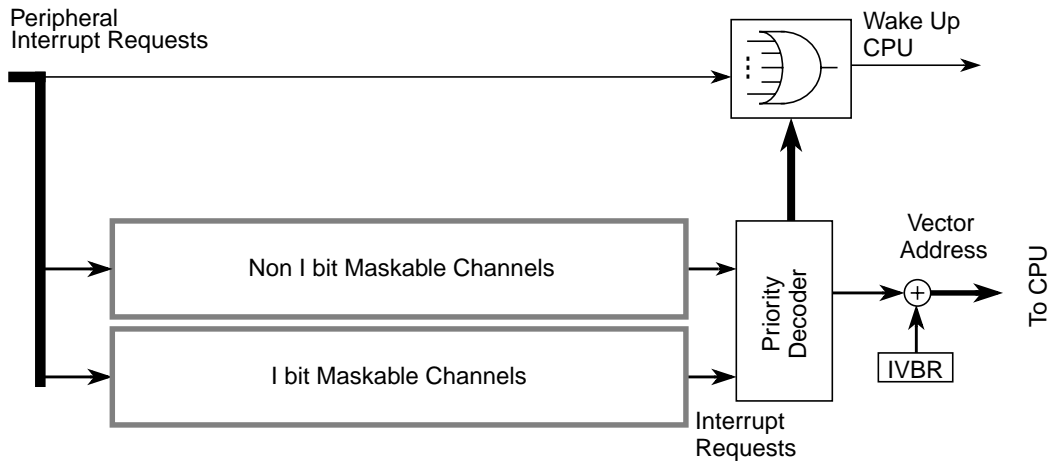 Peripheral
Interrupt Requests
Wake Up
CPU
Non I bit Maskable Channels
I bit Maskable Channels
Priority
Decoder
Interrupt
Requests
Vector
Address
+
IVBR
To CPU